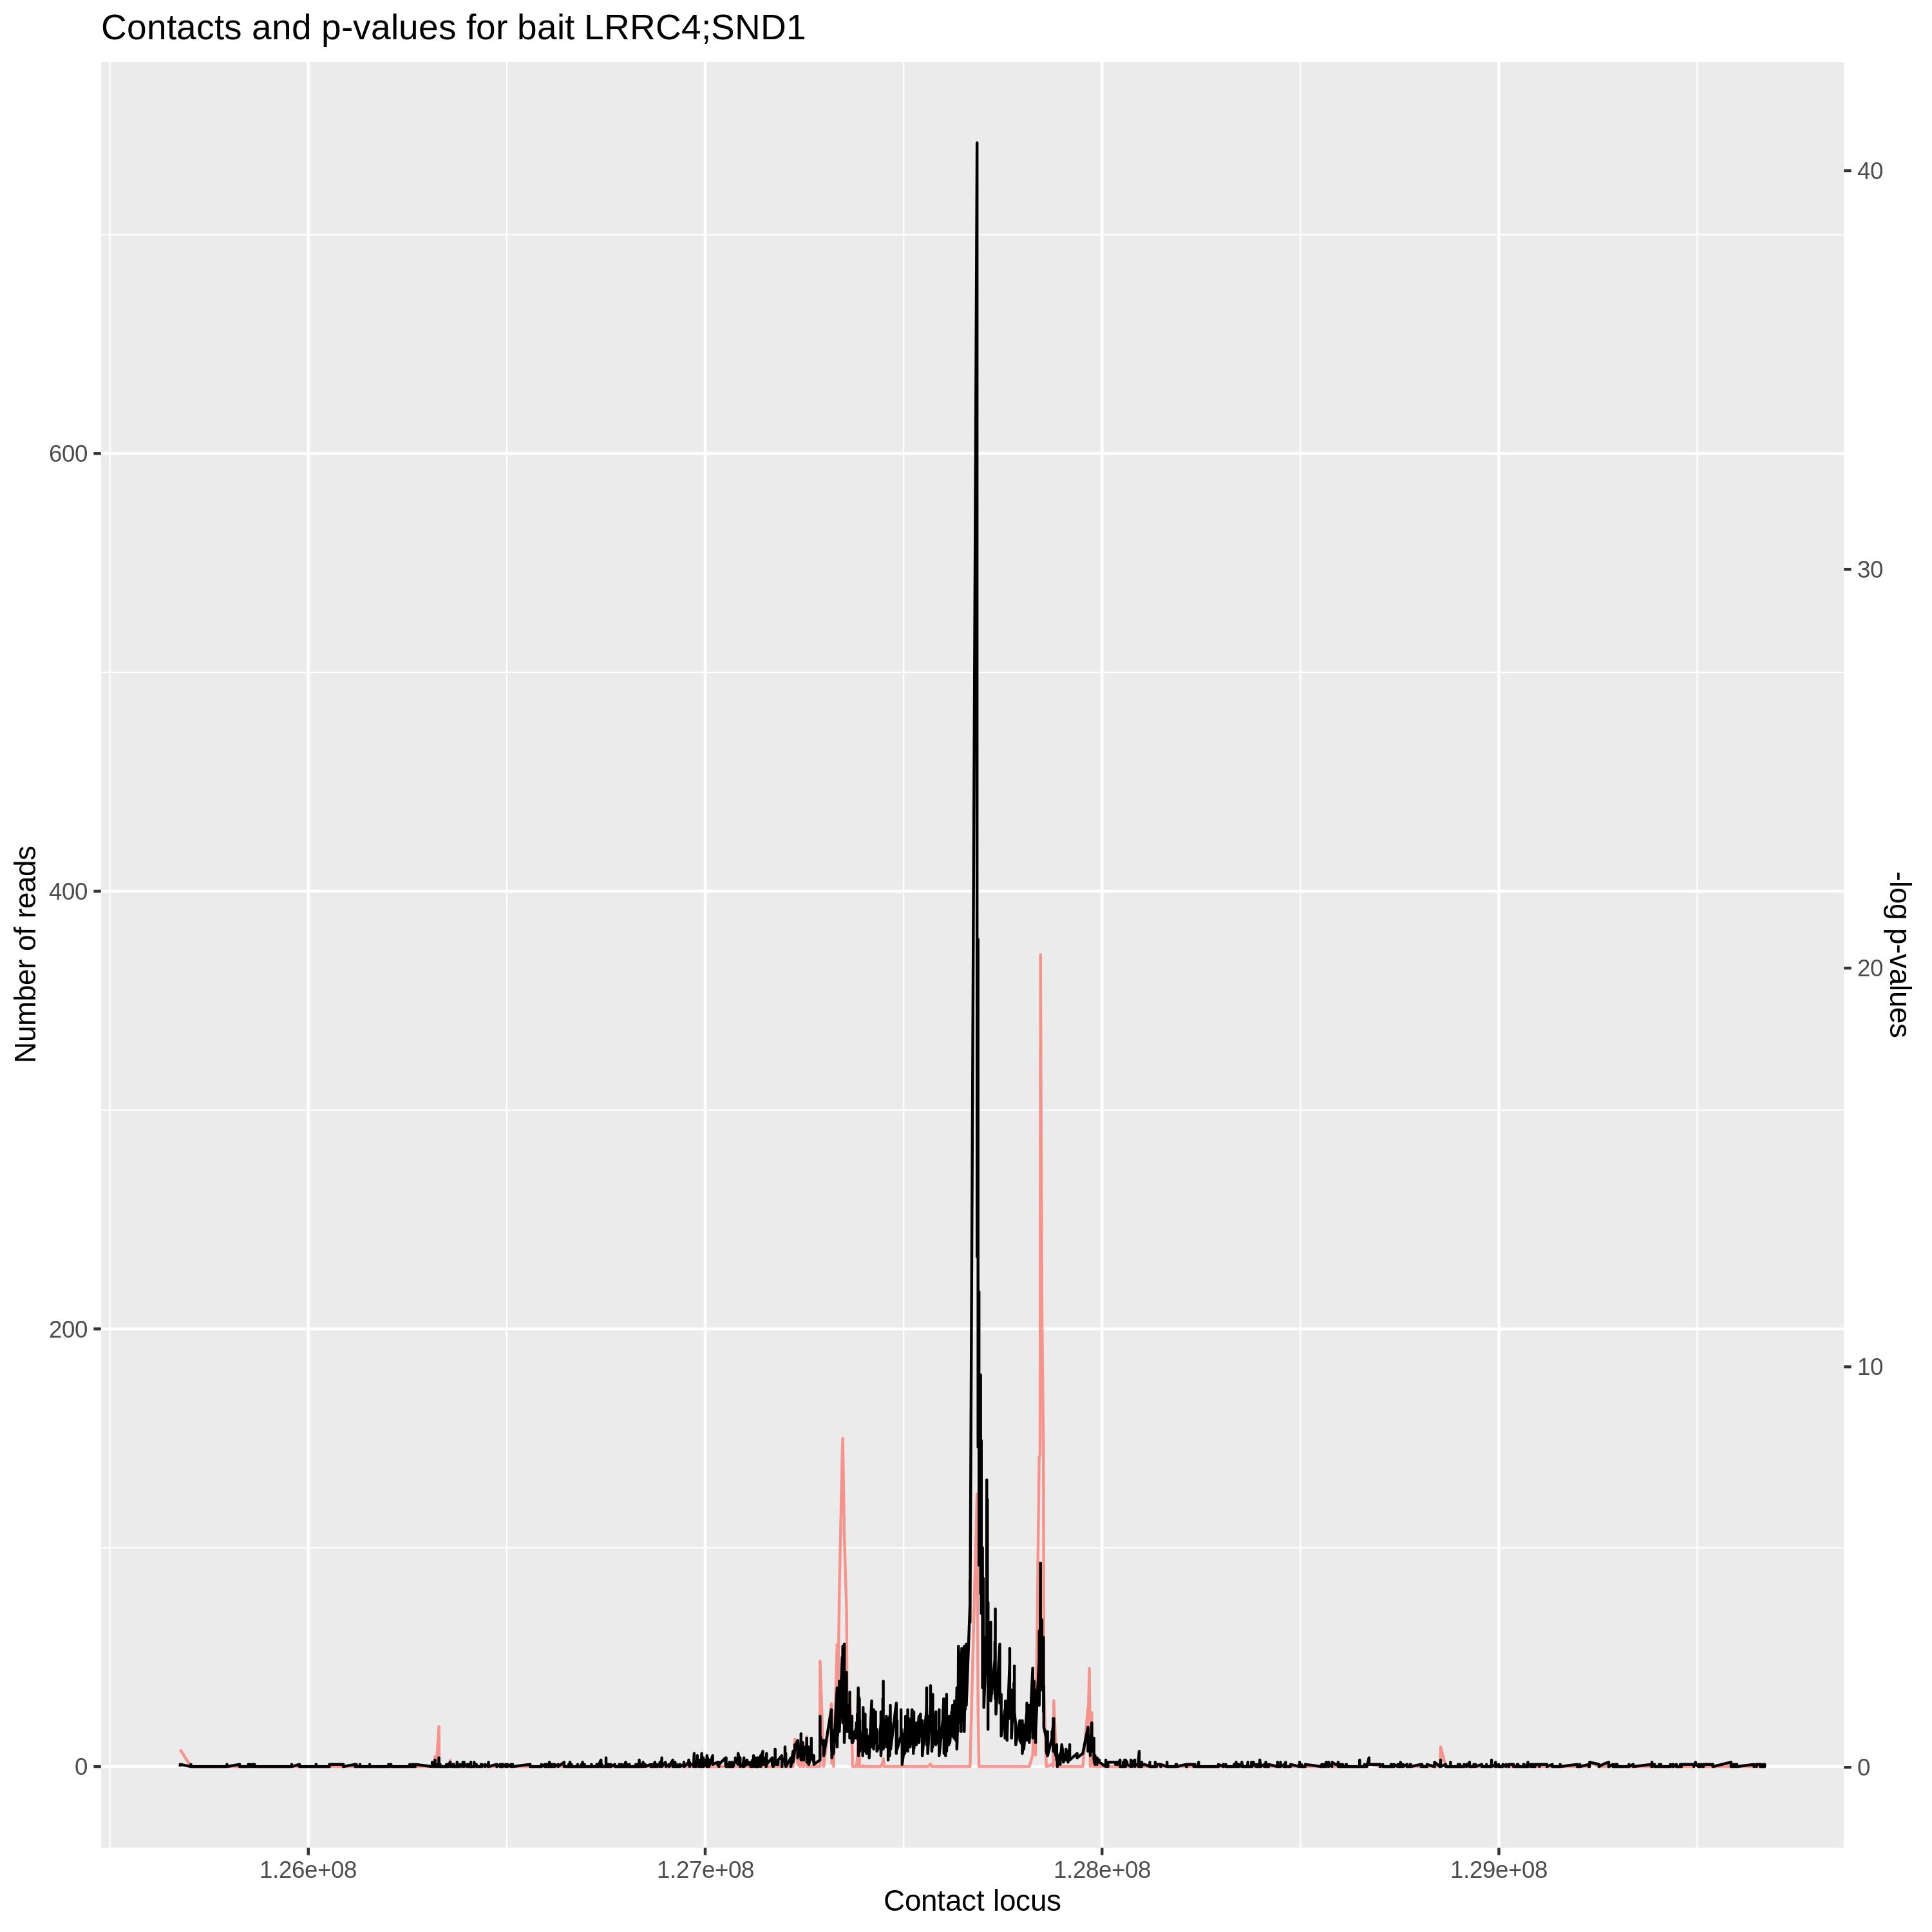 Contacts and p-values for bait LRRC4;SND1
Number of reads
600
400
200
0
40
30
20
10
0
-log p-values
1.26e+08 1.27e+08 1.28e+08 1.29e+08
Contact locus